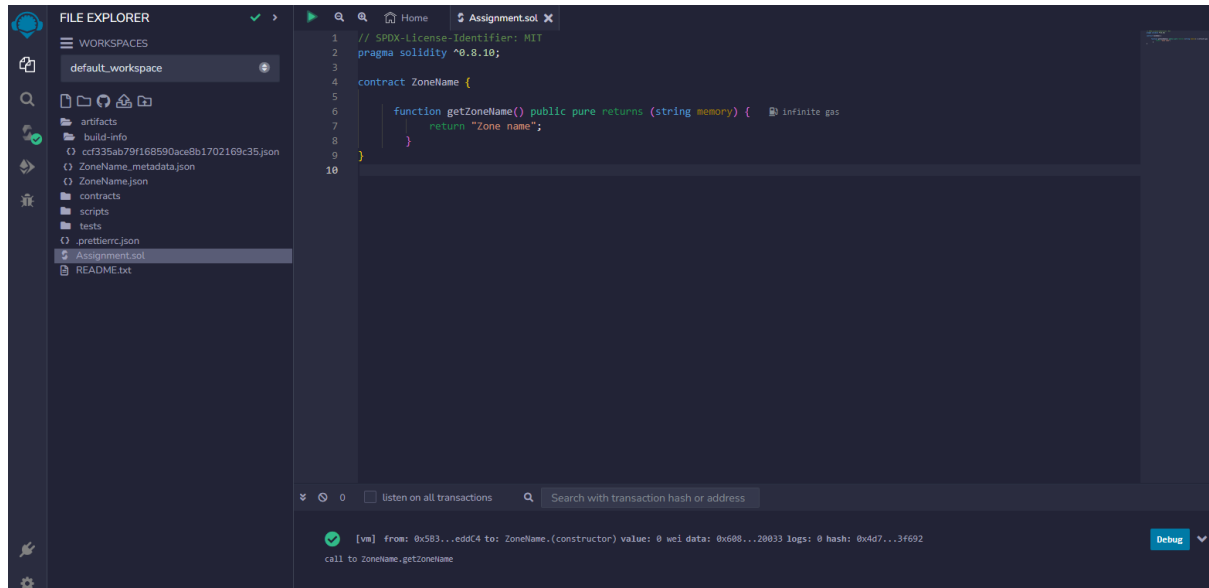 FILE EXPLORER
WORKSPACES
default_workspace
artifacts
build-info
ccf335ab79f168590ace8b1702169c35.json
ZoneName_metadata.json
ZoneName.json
contracts
scripts
tests
.prettierrc.json
Assignment.sol
README.txt
Home
Assignment.sol
1 // SPDX-License-Identifier: MIT
2 pragma solidity ^0.8.10;
3
4 contract ZoneName {
5
6 function getZoneName() public pure returns (string memory) { infinite gas
7 return "Zone name";
8 }
9 }
10
0 listen on all transactions Search with transaction hash or address
[vm] from: 0x5B3...eddC4 to: ZoneName.(constructor) value: 0 wei data: 0x608...20033 logs: 0 hash: 0x4d7...3f692
Debug
call to ZoneName.getZoneName